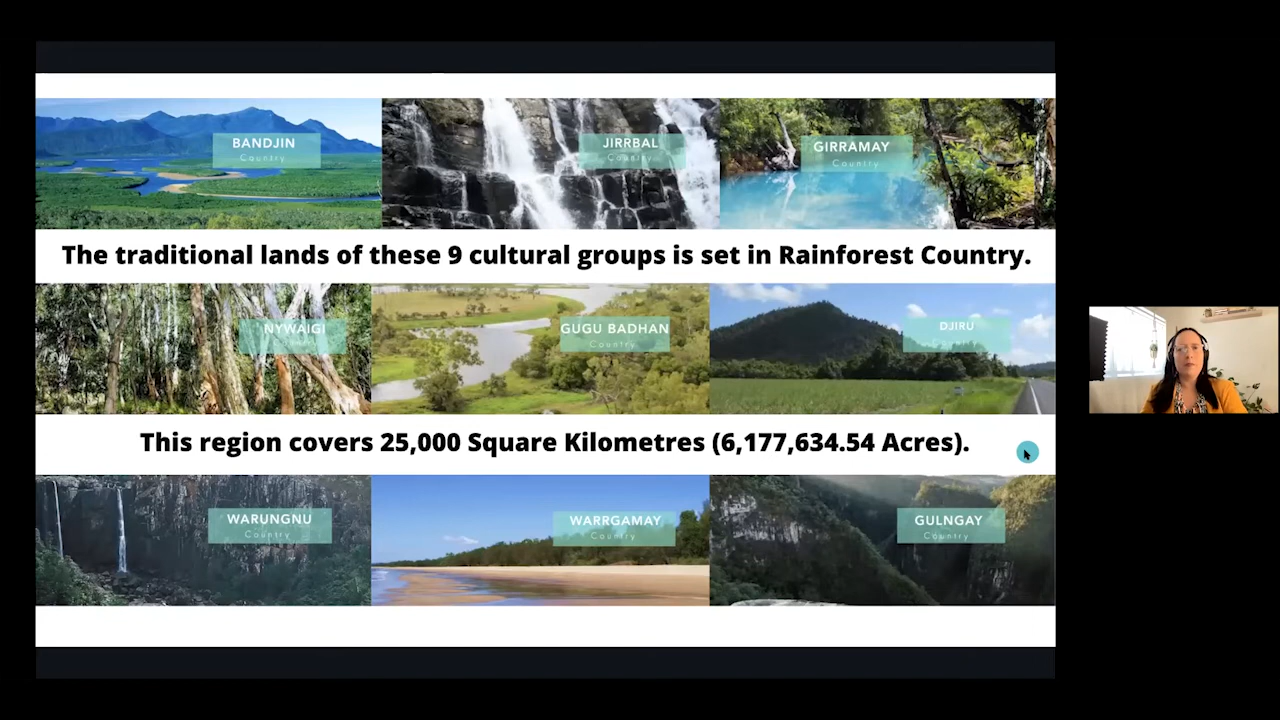 BANDJIN
Country
JIRRBAL
Country
GIRRAMAY
Country
The traditional lands of these 9 cultural groups is set in Rainforest Country.
NYWAIGI
Country
GUGU BADHAN
Country
DJIRU
Country
This region covers 25,000 Square Kilometres (6,177,634.54 Acres).
WARUNGNU
Country
WARRGAMAY
Country
GULNGAY
Country